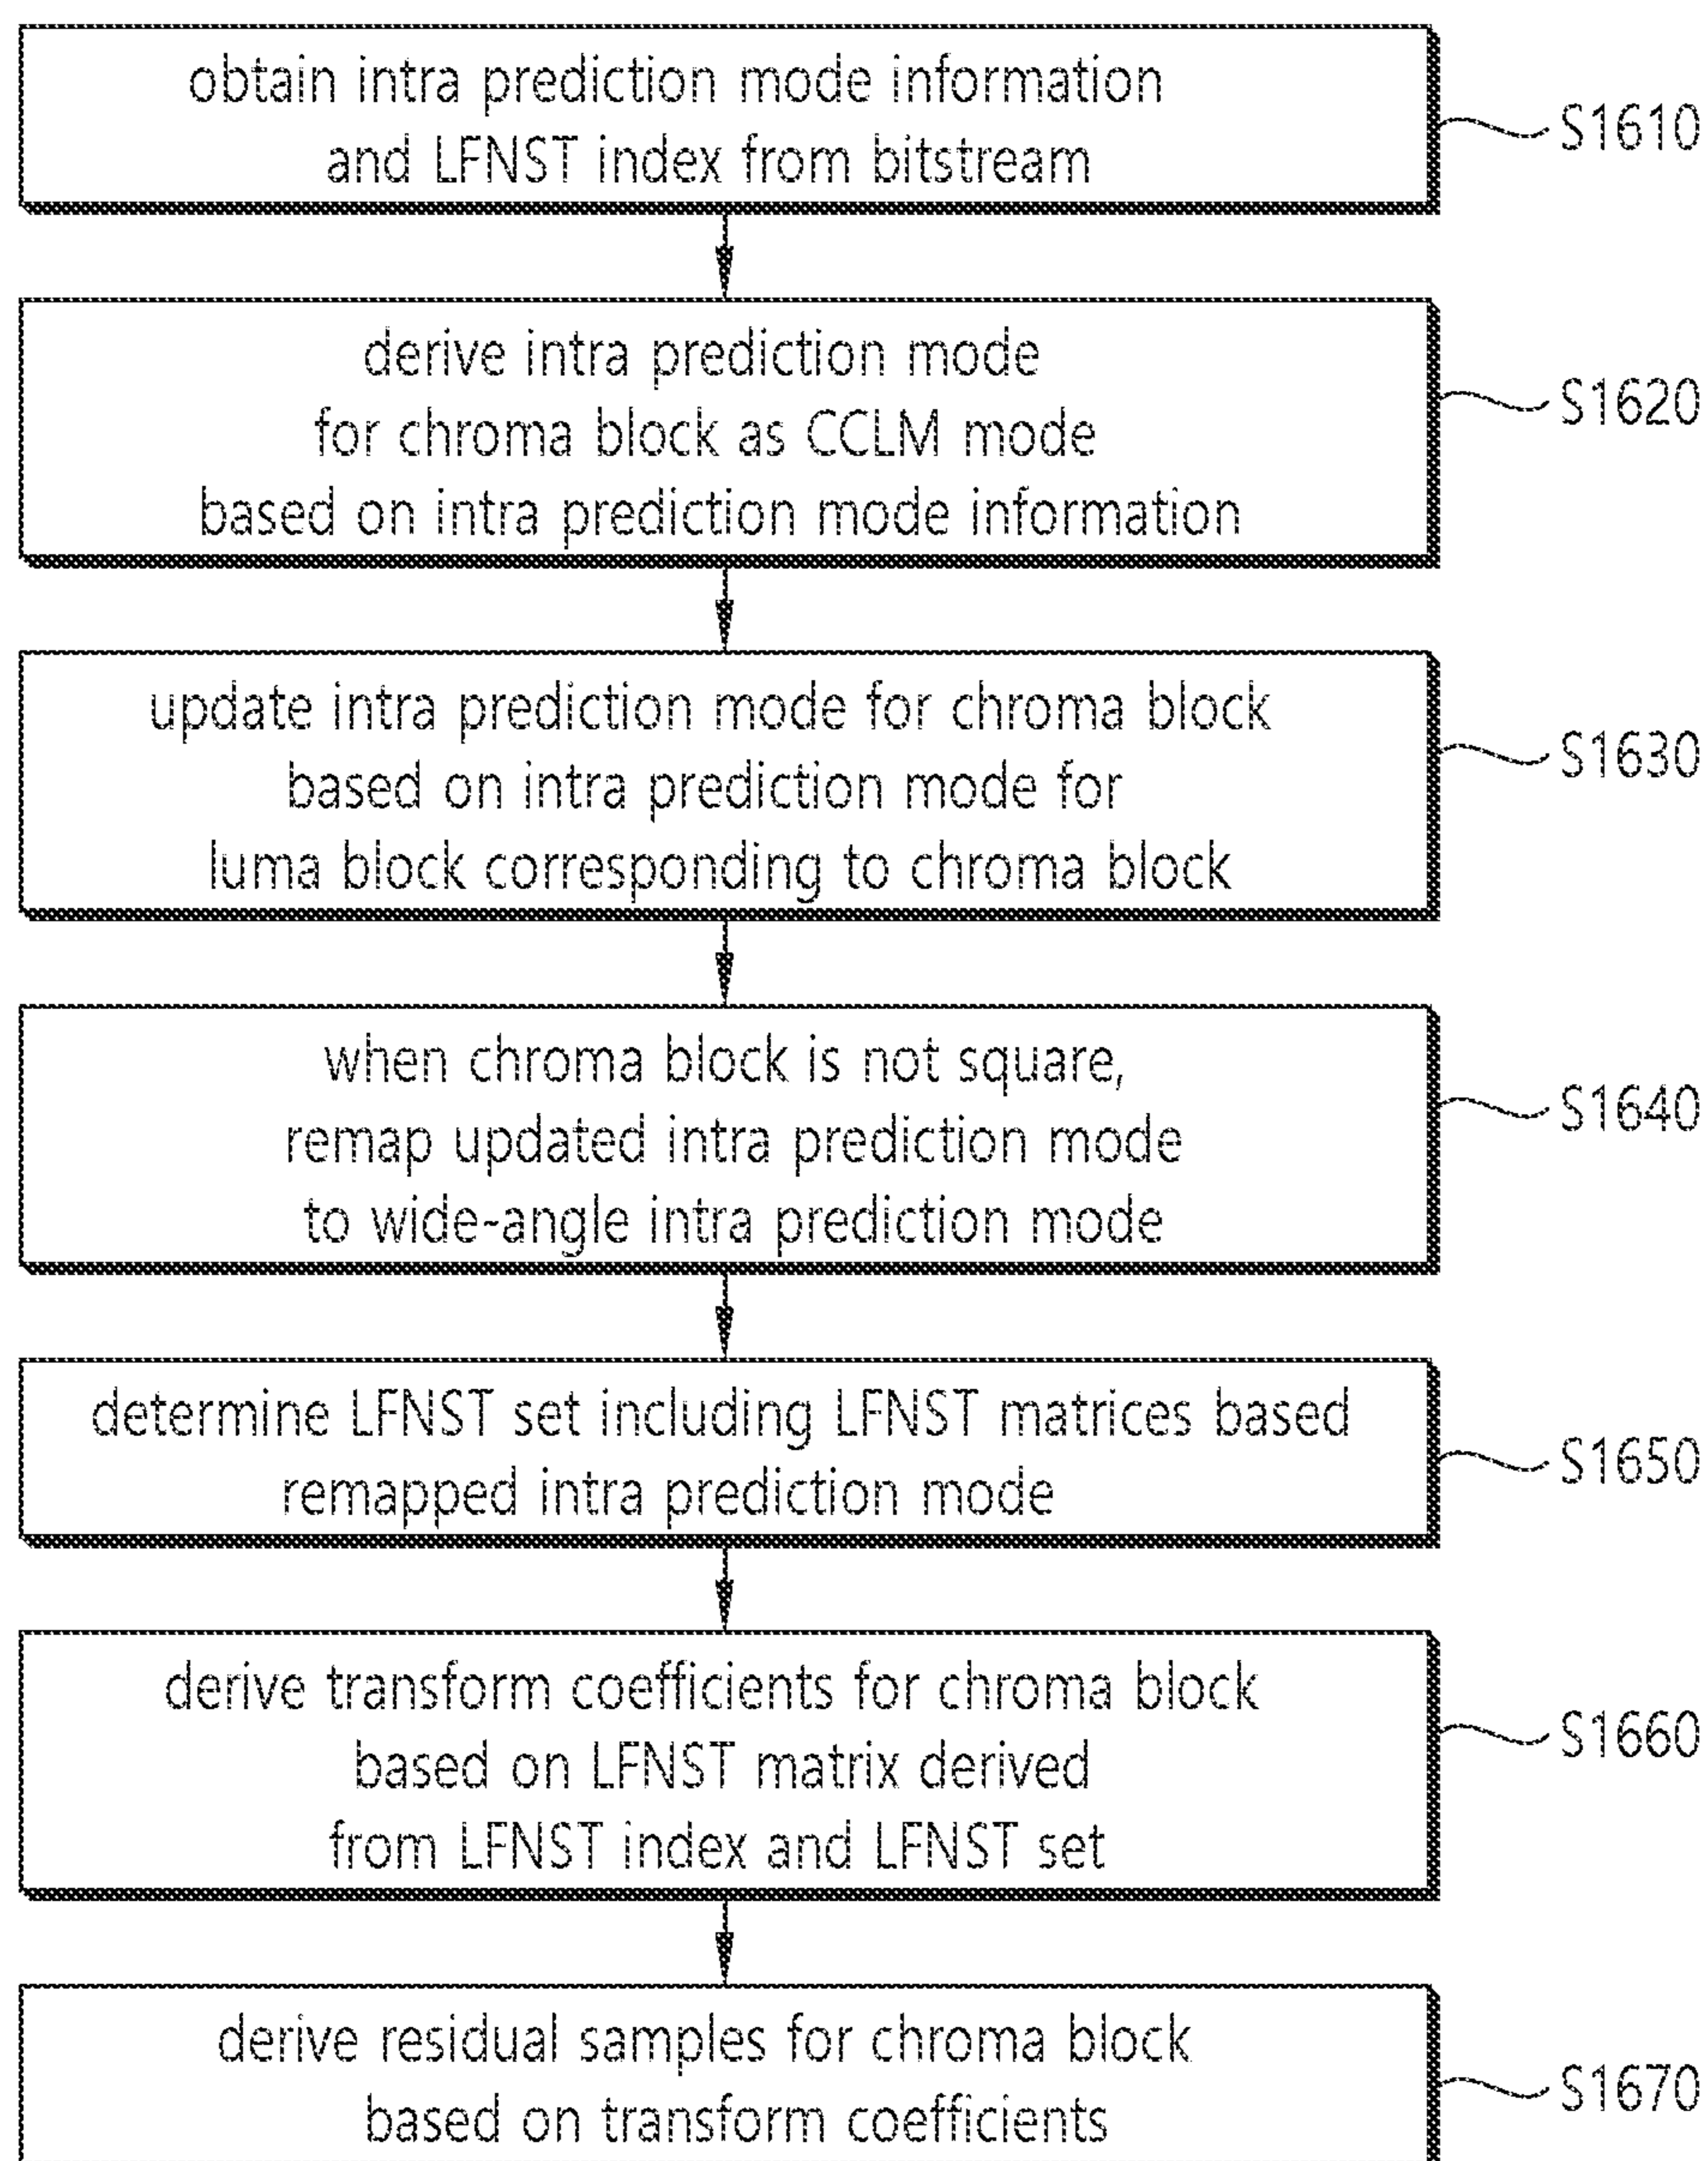 obtain intra prediction mode information
and LFNST index from bitstream
S1610
derive intra prediction mode
for chroma block as CCLM mode
based on intra prediction mode information
S1620
update intra prediction mode for chroma block
based on intra prediction mode for
luma block corresponding to chroma block
S1630
when chroma block is not square,
remap updated intra prediction mode
to wide-angle intra prediction mode
S1640
determine LFNST set including LFNST matrices based
remapped intra prediction mode
S1650
derive transform coefficients for chroma block
based on LFNST matrix derived
from LFNST index and LFNST set
S1660
derive residual samples for chroma block
based on transform coefficients
S1670